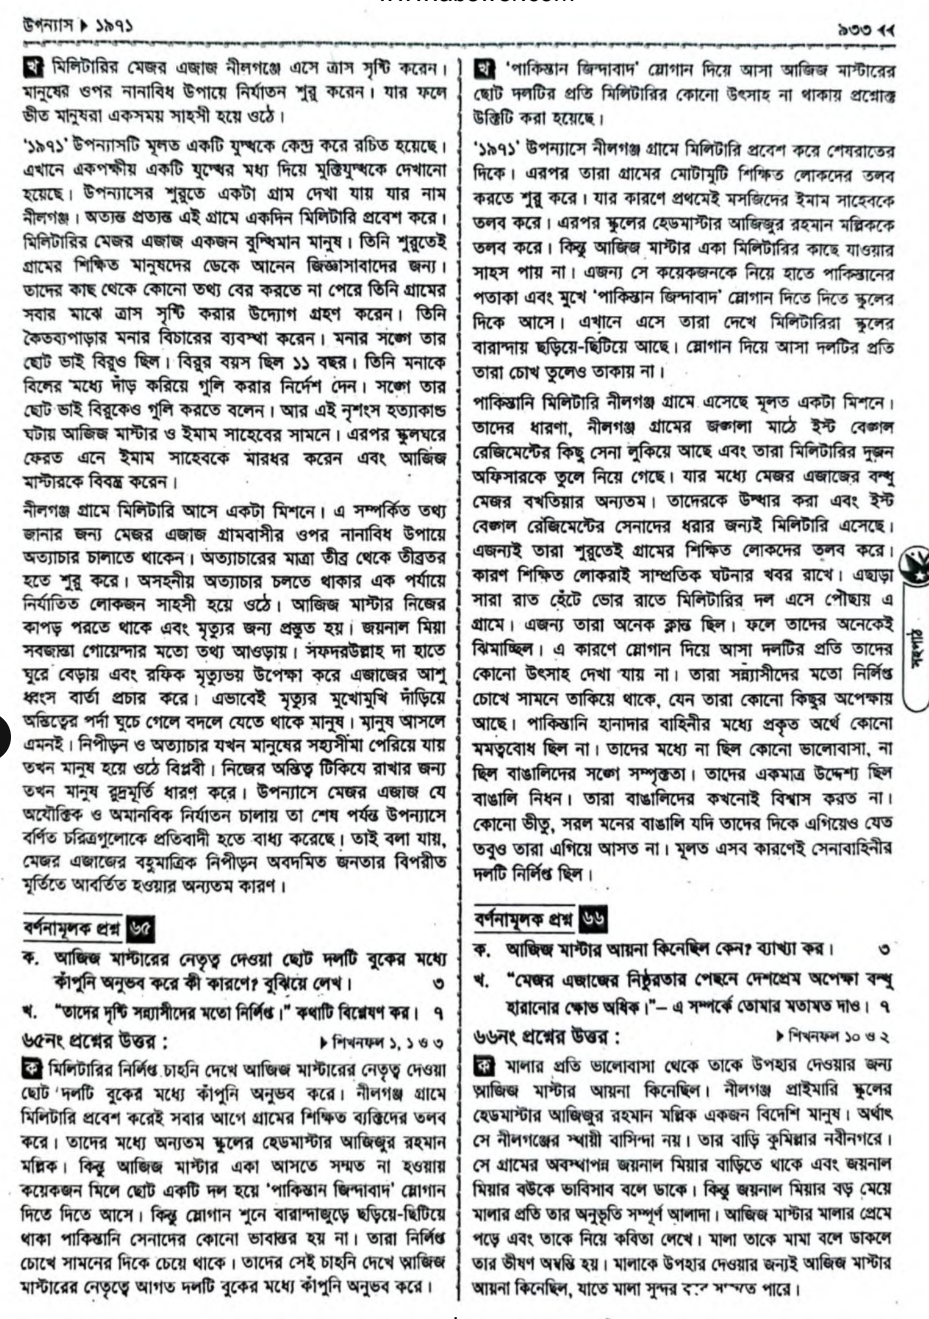 উপন্যাস ▶ ১৯৭১
৯৩৩ ◀◀
খ মিলিটারির মেজর এজাজ নীলগঞ্জে এসে ত্রাস সৃষ্টি করেন।
মানুষের ওপর নানাবিধ উপায়ে নির্যাতন শুরু করেন। যার ফলে
ভীত মানুষরা একসময় সাহসী হয়ে ওঠে।
'১৯৭১' উপন্যাসটি মূলত একটি যুদ্ধকে কেন্দ্র করে রচিত হয়েছে।
এখানে একপক্ষীয় একটি যুদ্ধের মধ্য দিয়ে মুক্তিযুদ্ধকে দেখানো
হয়েছে। উপন্যাসের শুরুতে একটা গ্রাম দেখা যায় যার নাম
নীলগঞ্জ। অত্যন্ত প্রত্যন্ত এই গ্রামে একদিন মিলিটারি প্রবেশ করে।
মিলিটারির মেজর এজাজ একজন বুদ্ধিমান মানুষ। তিনি শুরুতেই
গ্রামের শিক্ষিত মানুষদের ডেকে আনেন জিজ্ঞাসাবাদের জন্য।
তাদের কাছ থেকে কোনো তথ্য বের করতে না পেরে তিনি গ্রামের
সবার মাঝে ত্রাস সৃষ্টি করার উদ্যোগ গ্রহণ করেন। তিনি
কৈতব্যপাড়ার মনার বিচারের ব্যবস্থা করেন। মনার সঙ্গে তার
ছোট ভাই বিরুও ছিল। বিরুর বয়স ছিল ১১ বছর। তিনি মনাকে
বিলের মধ্যে দাঁড় করিয়ে গুলি করার নির্দেশ দেন। সঙ্গে তার
ছোট ভাই বিরুকেও গুলি করতে বলেন। আর এই নৃশংস হত্যাকান্ড
ঘটায় আজিজ মাস্টার ও ইমাম সাহেবের সামনে। এরপর স্কুলঘরে
ফেরত এনে ইমাম সাহেবকে মারধর করেন এবং আজিজ
মাস্টারকে বিবস্ত্র করেন।
নীলগঞ্জ গ্রামে মিলিটারি আসে একটা মিশনে। এ সম্পর্কিত তথ্য
জানার জন্য মেজর এজাজ গ্রামবাসীর ওপর নানাবিধ উপায়ে
অত্যাচার চালাতে থাকেন। অত্যাচারের মাত্রা তীব্র থেকে তীব্রতর
হতে শুরু করে। অসহনীয় অত্যাচার চলতে থাকার এক পর্যায়ে
নির্যাতিত লোকজন সাহসী হয়ে ওঠে। আজিজ মাস্টার নিজের
কাপড় পরতে থাকে এবং মৃত্যুর জন্য প্রস্তুত হয়। জয়নাল মিয়া
সবজান্তা গোয়েন্দার মতো তথ্য আওড়ায়। সফদরউল্লাহ দা হাতে
ঘুরে বেড়ায় এবং রফিক মৃত্যুভয় উপেক্ষা করে এজাজের আশু
ধ্বংস বার্তা প্রচার করে। এভাবেই মৃত্যুর মুখোমুখি দাঁড়িয়ে
অস্তিত্বের পর্দা ঘুচে গেলে বদলে যেতে থাকে মানুষ। মানুষ আসলে
এমনই। নিপীড়ন ও অত্যাচার যখন মানুষের সহ্যসীমা পেরিয়ে যায়
তখন মানুষ হয়ে ওঠে বিপ্লবী। নিজের অস্তিত্ব টিকিয়ে রাখার জন্য
তখন মানুষ রুদ্রমূর্তি ধারণ করে। উপন্যাসে মেজর এজাজ যে
অযৌক্তিক ও অমানবিক নির্যাতন চালায় তা শেষ পর্যন্ত উপন্যাসে
বর্ণিত চরিত্রগুলোকে প্রতিবাদী হতে বাধ্য করেছে। তাই বলা যায়,
মেজর এজাজের বহুমাত্রিক নিপীড়ন অবদমিত জনতার বিপরীত
মূর্তিতে আবর্তিত হওয়ার অন্যতম কারণ।
বর্ণনামূলক প্রশ্ন ৬৫
ক. আজিজ মাস্টারের নেতৃত্ব দেওয়া ছোট দলটি বুকের মধ্যে
কাঁপুনি অনুভব করে কী কারণে? বুঝিয়ে লেখ। ৩
খ. "তাদের দৃষ্টি সন্ন্যাসীদের মতো নির্লিপ্ত।" কথাটি বিশ্লেষণ কর। ৭
৬৫নং প্রশ্নের উত্তর : ▶ শিখনফল ১, ১ ও ৩
ক মিলিটারির নির্লিপ্ত চাহনি দেখে আজিজ মাস্টারের নেতৃত্ব দেওয়া
ছোট দলটি বুকের মধ্যে কাঁপুনি অনুভব করে। নীলগঞ্জ গ্রামে
মিলিটারি প্রবেশ করেই সবার আগে গ্রামের শিক্ষিত ব্যক্তিদের তলব
করে। তাদের মধ্যে অন্যতম স্কুলের হেডমাস্টার আজিজুর রহমান
মল্লিক। কিন্তু আজিজ মাস্টার একা আসতে সম্মত না হওয়ায়
কয়েকজন মিলে ছোট একটি দল হয়ে 'পাকিস্তান জিন্দাবাদ' স্লোগান
দিতে দিতে আসে। কিন্তু স্লোগান শুনে বারান্দাজুড়ে ছড়িয়ে-ছিটিয়ে
থাকা পাকিস্তানি সেনাদের কোনো ভাবান্তর হয় না। তারা নির্লিপ্ত
চোখে সামনের দিকে চেয়ে থাকে। তাদের সেই চাহনি দেখে আজিজ
মাস্টারের নেতৃত্বে আগত দলটি বুকের মধ্যে কাঁপুনি অনুভব করে।
খ 'পাকিস্তান জিন্দাবাদ' স্লোগান দিয়ে আসা আজিজ মাস্টারের
ছোট দলটির প্রতি মিলিটারির কোনো উৎসাহ না থাকায় প্রশ্নোক্ত
উক্তিটি করা হয়েছে।
'১৯৭১' উপন্যাসে নীলগঞ্জ গ্রামে মিলিটারি প্রবেশ করে শেষরাতের
দিকে। এরপর তারা গ্রামের মোটামুটি শিক্ষিত লোকদের তলব
করতে শুরু করে। যার কারণে প্রথমেই মসজিদের ইমাম সাহেবকে
তলব করে। এরপর স্কুলের হেডমাস্টার আজিজুর রহমান মল্লিককে
তলব করে। কিন্তু আজিজ মাস্টার একা মিলিটারির কাছে যাওয়ার
সাহস পায় না। এজন্য সে কয়েকজনকে নিয়ে হাতে পাকিস্তানের
পতাকা এবং মুখে 'পাকিস্তান জিন্দাবাদ' স্লোগান দিতে দিতে স্কুলের
দিকে আসে। এখানে এসে তারা দেখে মিলিটারিরা স্কুলের
বারান্দায় ছড়িয়ে-ছিটিয়ে আছে। স্লোগান দিয়ে আসা দলটির প্রতি
তারা চোখ তুলেও তাকায় না।
পাকিস্তানি মিলিটারি নীলগঞ্জ গ্রামে এসেছে মূলত একটা মিশনে।
তাদের ধারণা, নীলগঞ্জ গ্রামের জঙ্গলা মাঠে ইস্ট বেঙ্গল
রেজিমেন্টের কিছু সেনা লুকিয়ে আছে এবং তারা মিলিটারির দুজন
অফিসারকে তুলে নিয়ে গেছে। যার মধ্যে মেজর এজাজের বন্ধু
মেজর বখতিয়ার অন্যতম। তাদেরকে উদ্ধার করা এবং ইস্ট
বেঙ্গল রেজিমেন্টের সেনাদের ধরার জন্যই মিলিটারি এসেছে।
এজন্যই তারা শুরুতেই গ্রামের শিক্ষিত লোকদের তলব করে।
কারণ শিক্ষিত লোকরাই সাম্প্রতিক ঘটনার খবর রাখে। এছাড়া
সারা রাত হেঁটে ভোর রাতে মিলিটারির দল এসে পৌছায় এ
গ্রামে। এজন্য তারা অনেক ক্লান্ত ছিল। ফলে তাদের অনেকেই
ঝিমাচ্ছিল। এ কারণে স্লোগান দিয়ে আসা দলটির প্রতি তাদের
কোনো উৎসাহ দেখা যায় না। তারা সন্ন্যাসীদের মতো নির্লিপ্ত
চোখে সামনে তাকিয়ে থাকে, যেন তারা কোনো কিছুর অপেক্ষায়
আছে। পাকিস্তানি হানাদার বাহিনীর মধ্যে প্রকৃত অর্থে কোনো
মমত্ববোধ ছিল না। তাদের মধ্যে না ছিল কোনো ভালোবাসা, না
ছিল বাঙালিদের সঙ্গে সম্পৃক্ততা। তাদের একমাত্র উদ্দেশ্য ছিল
বাঙালি নিধন। তারা বাঙালিদের কখনোই বিশ্বাস করত না।
কোনো ভীতু, সরল মনের বাঙালি যদি তাদের দিকে এগিয়েও যেত
তবুও তারা এগিয়ে আসত না। মূলত এসব কারণেই সেনাবাহিনীর
দলটি নির্লিপ্ত ছিল।
বর্ণনামূলক প্রশ্ন ৬৬
ক. আজিজ মাস্টার আয়না কিনেছিল কেন? ব্যাখ্যা কর। ৩
খ. "মেজর এজাজের নিষ্ঠুরতার পেছনে দেশপ্রেম অপেক্ষা বন্ধু
হারানোর ক্ষোভ অধিক।"– এ সম্পর্কে তোমার মতামত দাও। ৭
৬৬নং প্রশ্নের উত্তর : ▶ শিখনফল ১০ ও ২
ক মালার প্রতি ভালোবাসা থেকে তাকে উপহার দেওয়ার জন্য
আজিজ মাস্টার আয়না কিনেছিল। নীলগঞ্জ প্রাইমারি স্কুলের
হেডমাস্টার আজিজুর রহমান মল্লিক একজন বিদেশি মানুষ। অর্থাৎ
সে নীলগঞ্জের স্থায়ী বাসিন্দা নয়। তার বাড়ি কুমিল্লার নবীনগরে।
সে গ্রামের অবস্থাপন্ন জয়নাল মিয়ার বাড়িতে থাকে এবং জয়নাল
মিয়ার বউকে ভাবিসাব বলে ডাকে। কিন্তু জয়নাল মিয়ার বড় মেয়ে
মালার প্রতি তার অনুভূতি সম্পূর্ণ আলাদা। আজিজ মাস্টার মালার প্রেমে
পড়ে এবং তাকে নিয়ে কবিতা লেখে। মালা তাকে মামা বলে ডাকলে
তার ভীষণ অস্বস্তি হয়। মালাকে উপহার দেওয়ার জন্যই আজিজ মাস্টার
আয়না কিনেছিল, যাতে মালা সুন্দর পারে।